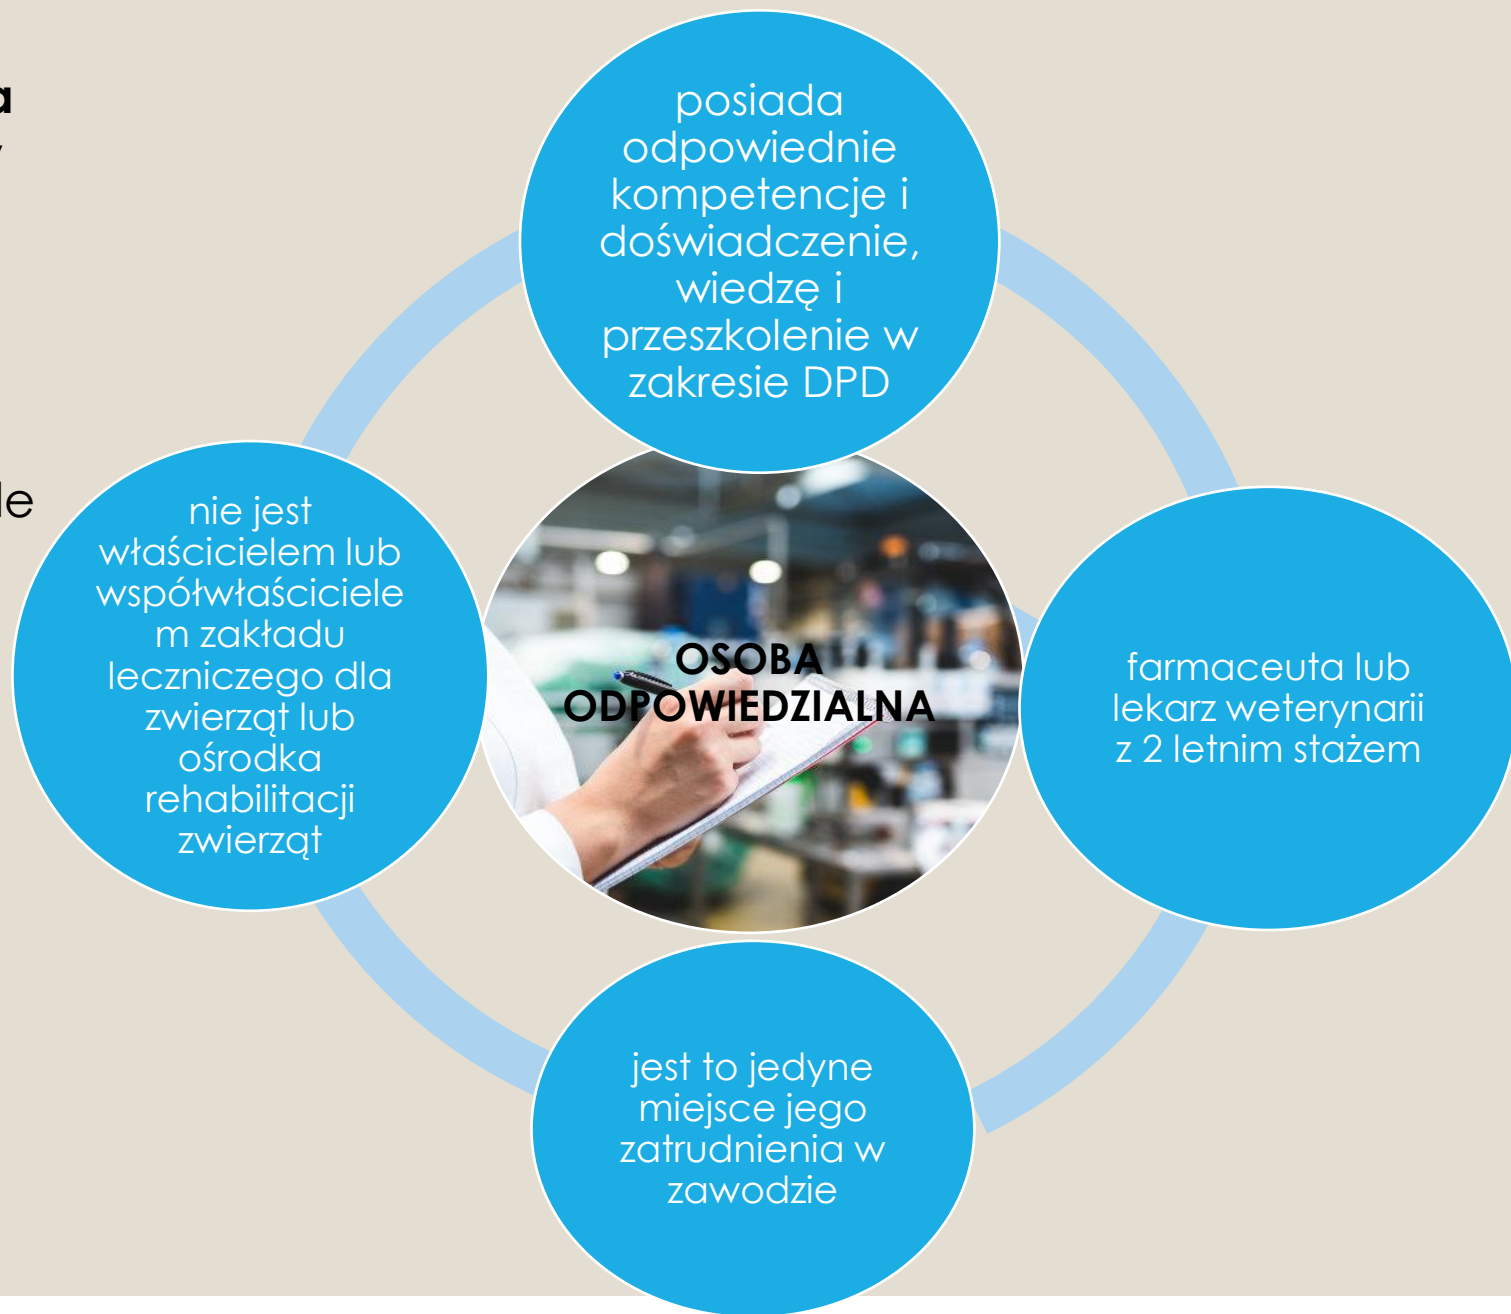 a
posiada
odpowiednie
kompetencje i
doświadczenie,
wiedzę i
przeszkolenie w
zakresie DPD
le
nie jest
właścicielem lub
współwłaściciele
m zakładu
leczniczego dla
zwierząt lub
ośrodka
rehabilitacji
zwierząt
OSOBA
ODPOWIEDZIALNA
farmaceuta lub
lekarz weterynarii
z 2 letnim stażem
jest to jedyne
miejsce jego
zatrudnienia w
zawodzie